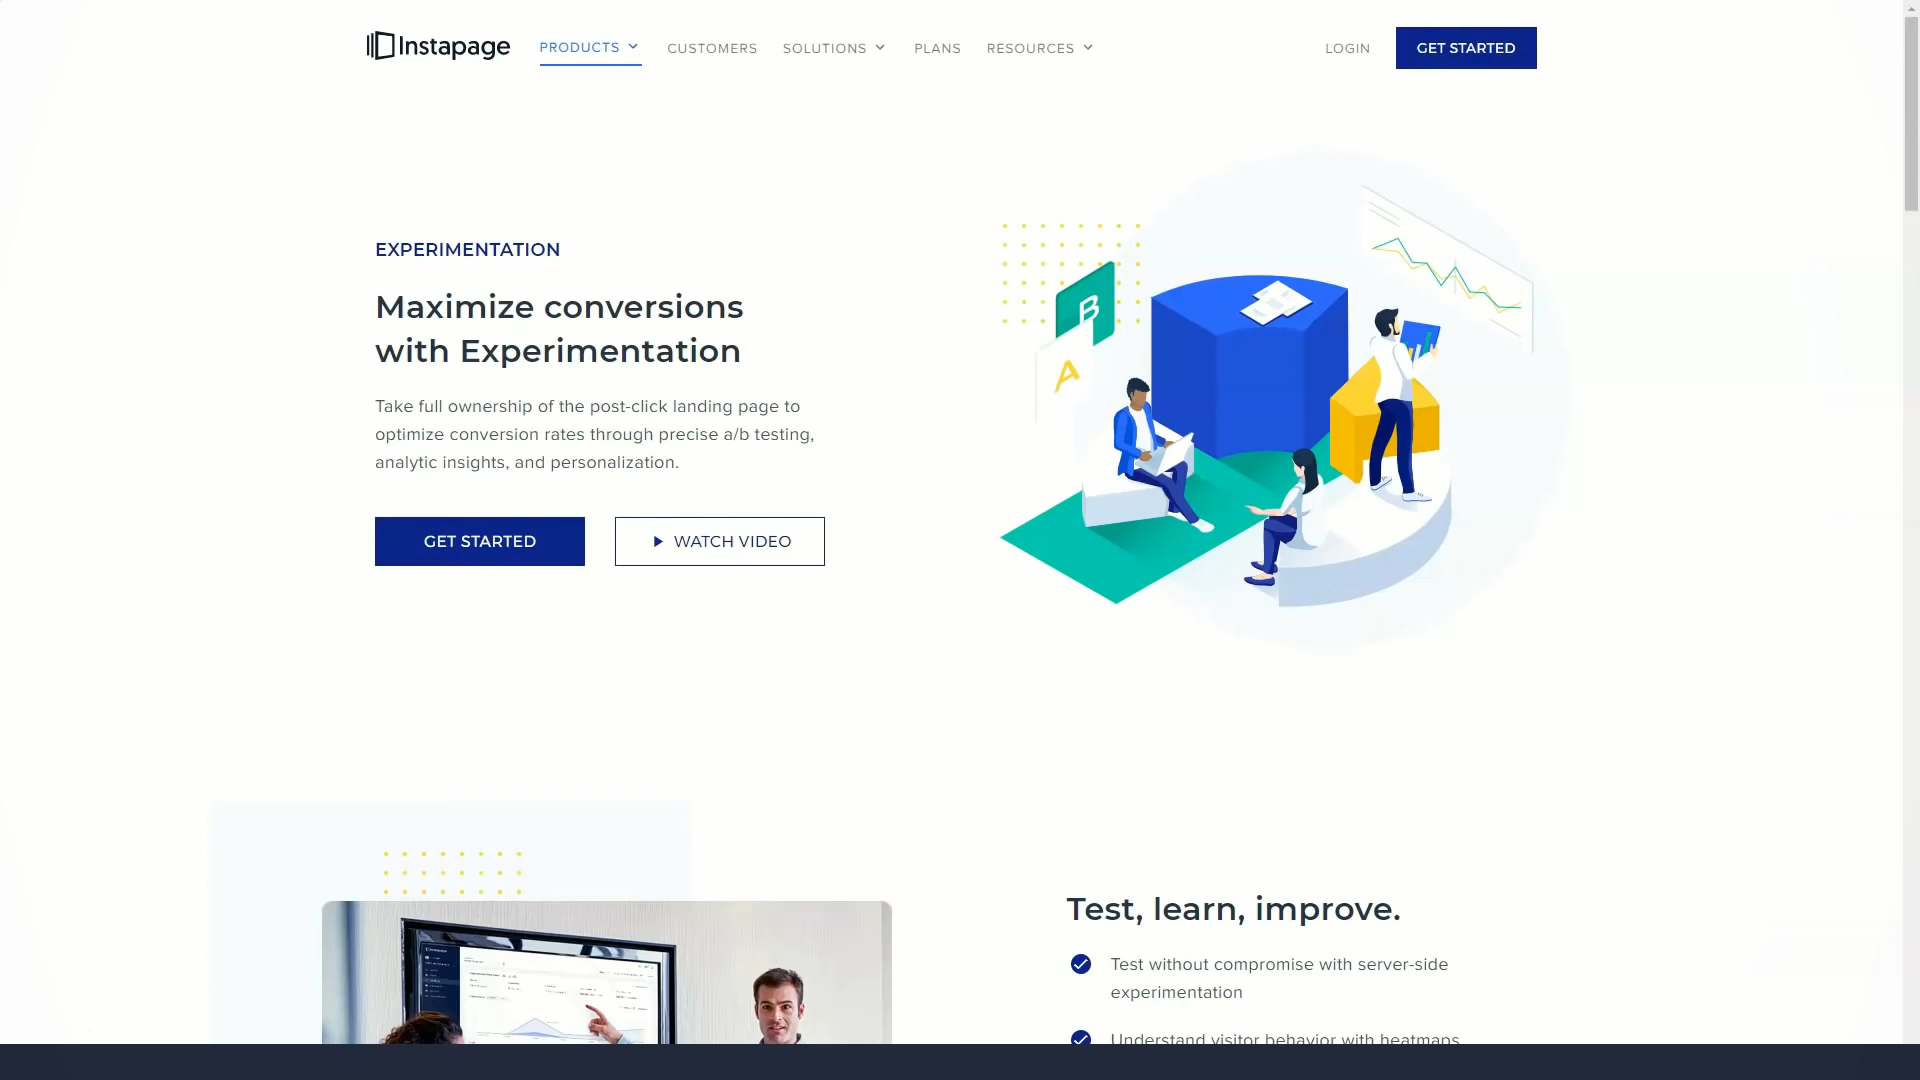 Instapage
PRODUCTS
CUSTOMERS
SOLUTIONS
PLANS
RESOURCES
LOGIN
GET STARTED
EXPERIMENTATION
Maximize conversions
with Experimentation
Take full ownership of the post-click landing page to
optimize conversion rates through precise a/b testing,
analytic insights, and personalization.
GET STARTED
WATCH VIDEO
B
A
Test, learn, improve.
Test without compromise with server-side
experimentation
Understand visitor behavior with heatmaps